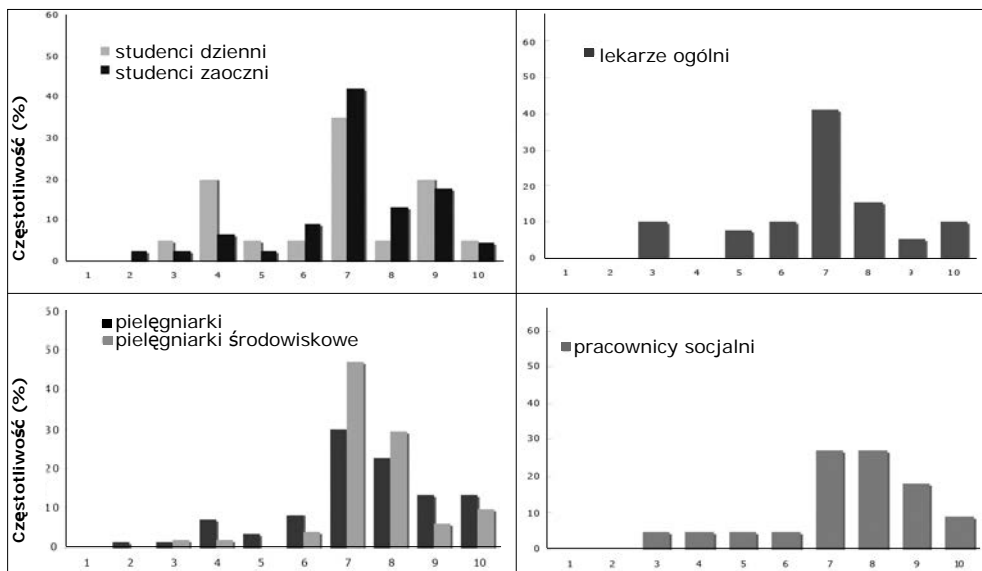 Częstotliwość (%)
60
50
40
30
20
10
0
studenci dzienni
studenci zaoczni
1 2 3 4 5 6 7 8 9 10
60
50
40
30
20
10
0
lekarze ogólni
1 2 3 4 5 6 7 8 9 10
Częstotliwość (%)
50
50
40
30
20
10
0
pielęgniarki
pielęgniarki środowiskowe
1 2 3 4 5 6 7 8 9 10
60
50
40
30
20
10
0
pracownicy socjalni
1 2 3 4 5 6 7 8 9 10